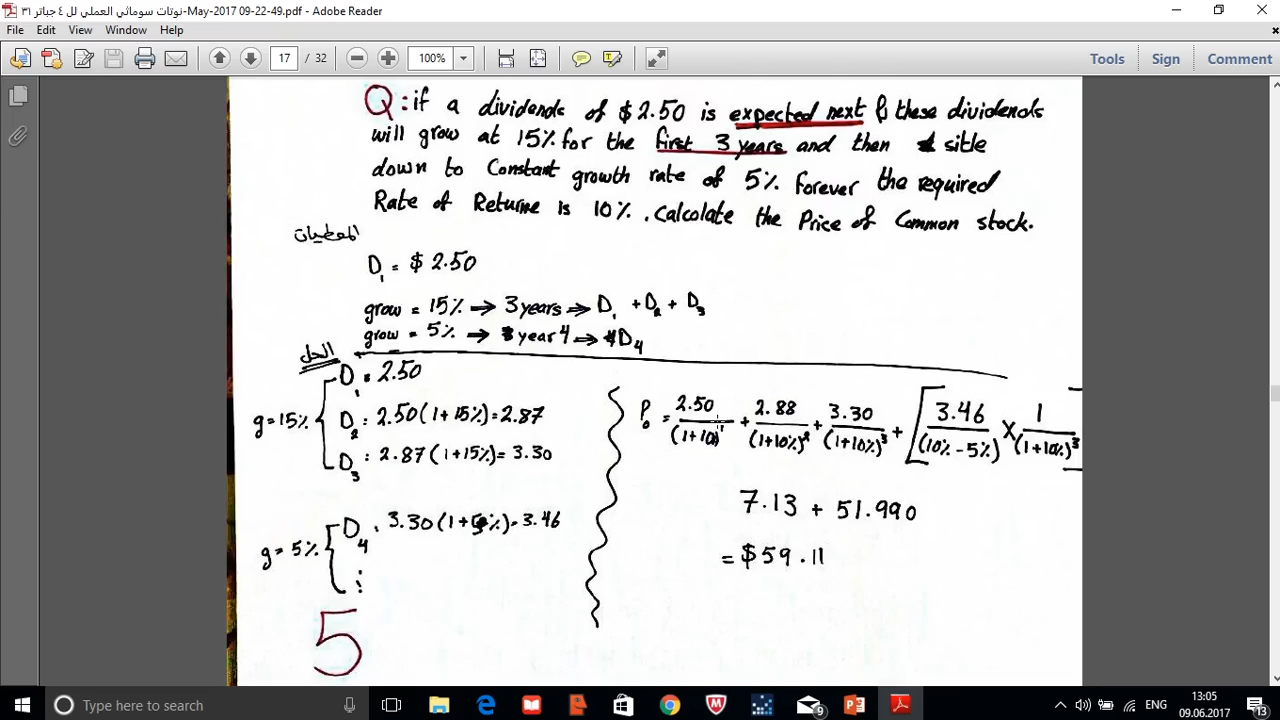 نوتات سوماثي العملي لل ٤ جباتر ٣١-May-2017 09-22-49.pdf - Adobe Reader
File Edit View Window Help
17 / 32 100% Tools Sign Comment
Q: if a dividends of $2.50 is expected next & these dividends
will grow at 15% for the first 3 years and then sitle
down to Constant growth rate of 5% Forever the required
Rate of Returne is 10%. Calcolate the Price of Common stock.
المعطيات
D1 = $ 2.50
grow = 15% → 3 years → D1 + D2 + D3
grow = 5% → year 4 → D4
الحل
g = 15%
D1 = 2.50
D2 : 2.50 (1+15%) = 2.87
D3 : 2.87 (1+15%) = 3.30
g = 5%
D4 : 3.30 (1+5%) = 3.46
⋮
P0 = 2.50/(1+10)^1 + 2.88/(1+10%)^2 + 3.30/(1+10%)^3 + [3.46/(10% - 5%) X 1/(1+10%)^3]
7.13 + 51.990
= $59.11
5
Type here to search
9
ENG
13:05
09.06.2017
13